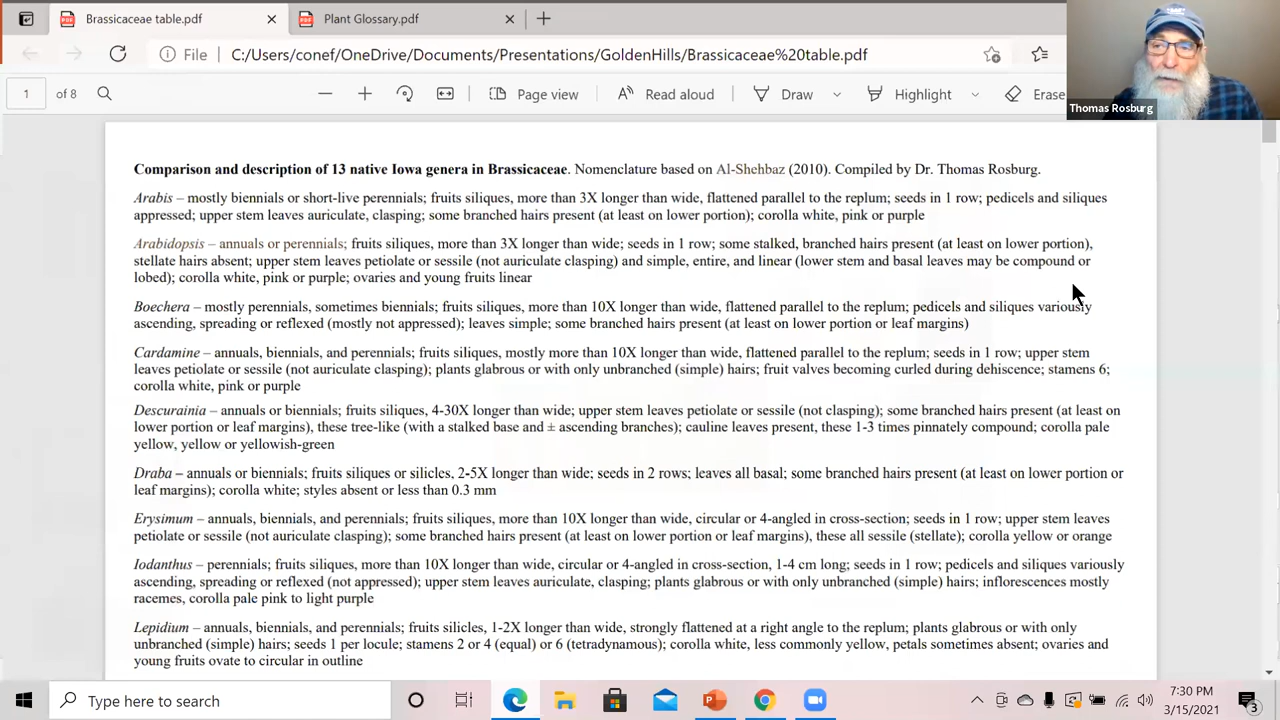 Brassicaceae table.pdf
Plant Glossary.pdf
File C:/Users/conef/OneDrive/Documents/Presentations/GoldenHills/Brassicaceae%20table.pdf
1 of 8 Page view Read aloud Draw Highlight Erase
Thomas Rosburg
Comparison and description of 13 native Iowa genera in Brassicaceae. Nomenclature based on Al-Shehbaz (2010). Compiled by Dr. Thomas Rosburg.
Arabis – mostly biennials or short-live perennials; fruits siliques, more than 3X longer than wide, flattened parallel to the replum; seeds in 1 row; pedicels and siliques
appressed; upper stem leaves auriculate, clasping; some branched hairs present (at least on lower portion); corolla white, pink or purple
Arabidopsis – annuals or perennials; fruits siliques, more than 3X longer than wide; seeds in 1 row; some stalked, branched hairs present (at least on lower portion),
stellate hairs absent; upper stem leaves petiolate or sessile (not auriculate clasping) and simple, entire, and linear (lower stem and basal leaves may be compound or
lobed); corolla white, pink or purple; ovaries and young fruits linear
Boechera – mostly perennials, sometimes biennials; fruits siliques, more than 10X longer than wide, flattened parallel to the replum; pedicels and siliques variously
ascending, spreading or reflexed (mostly not appressed); leaves simple; some branched hairs present (at least on lower portion or leaf margins)
Cardamine – annuals, biennials, and perennials; fruits siliques, mostly more than 10X longer than wide, flattened parallel to the replum; seeds in 1 row; upper stem
leaves petiolate or sessile (not auriculate clasping); plants glabrous or with only unbranched (simple) hairs; fruit valves becoming curled during dehiscence; stamens 6;
corolla white, pink or purple
Descurainia – annuals or biennials; fruits siliques, 4-30X longer than wide; upper stem leaves petiolate or sessile (not clasping); some branched hairs present (at least on
lower portion or leaf margins), these tree-like (with a stalked base and ± ascending branches); cauline leaves present, these 1-3 times pinnately compound; corolla pale
yellow, yellow or yellowish-green
Draba – annuals or biennials; fruits siliques or silicles, 2-5X longer than wide; seeds in 2 rows; leaves all basal; some branched hairs present (at least on lower portion or
leaf margins); corolla white; styles absent or less than 0.3 mm
Erysimum – annuals, biennials, and perennials; fruits siliques, more than 10X longer than wide, circular or 4-angled in cross-section; seeds in 1 row; upper stem leaves
petiolate or sessile (not auriculate clasping); some branched hairs present (at least on lower portion or leaf margins), these all sessile (stellate); corolla yellow or orange
Iodanthus – perennials; fruits siliques, more than 10X longer than wide, circular or 4-angled in cross-section, 1-4 cm long; seeds in 1 row; pedicels and siliques variously
ascending, spreading or reflexed (not appressed); upper stem leaves auriculate, clasping; plants glabrous or with only unbranched (simple) hairs; inflorescences mostly
racemes, corolla pale pink to light purple
Lepidium – annuals, biennials, and perennials; fruits silicles, 1-2X longer than wide, strongly flattened at a right angle to the replum; plants glabrous or with only
unbranched (simple) hairs; seeds 1 per locule; stamens 2 or 4 (equal) or 6 (tetradynamous); corolla white, less commonly yellow, petals sometimes absent; ovaries and
young fruits ovate to circular in outline
Type here to search
7:30 PM
3/15/2021
3